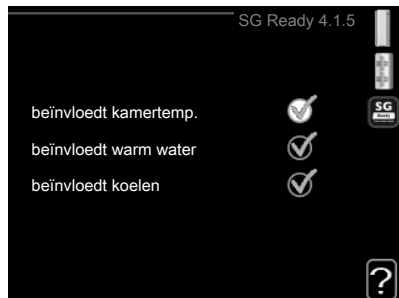 SG Ready 4.1.5
SG
Ready
beïnvloedt kamertemp.
beïnvloedt warm water
beïnvloedt koelen
?